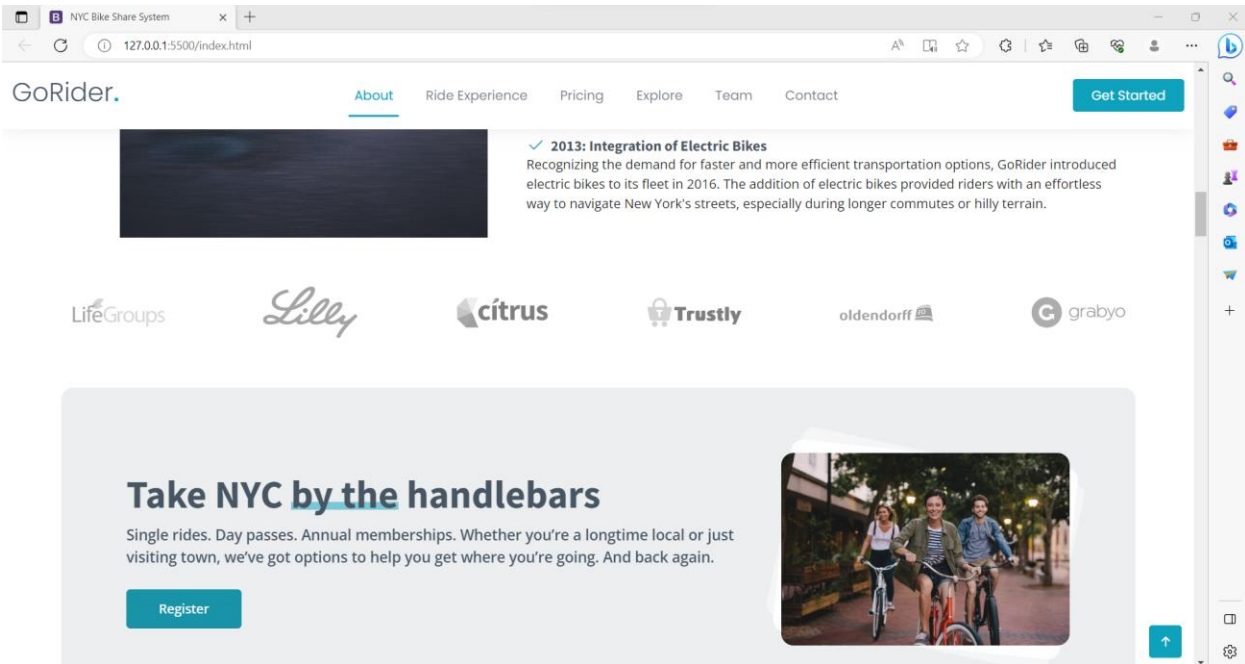 NYC Bike Share System
127.0.0.1:5500/index.html
GoRider.
About Ride Experience Pricing Explore Team Contact
Get Started
2013: Integration of Electric Bikes
Recognizing the demand for faster and more efficient transportation options, GoRider introduced
electric bikes to its fleet in 2016. The addition of electric bikes provided riders with an effortless
way to navigate New York's streets, especially during longer commutes or hilly terrain.
LifeGroups Lilly cítrus Trustly oldendorff grabyo
Take NYC by the handlebars
Single rides. Day passes. Annual memberships. Whether you’re a longtime local or just
visiting town, we’ve got options to help you get where you’re going. And back again.
Register